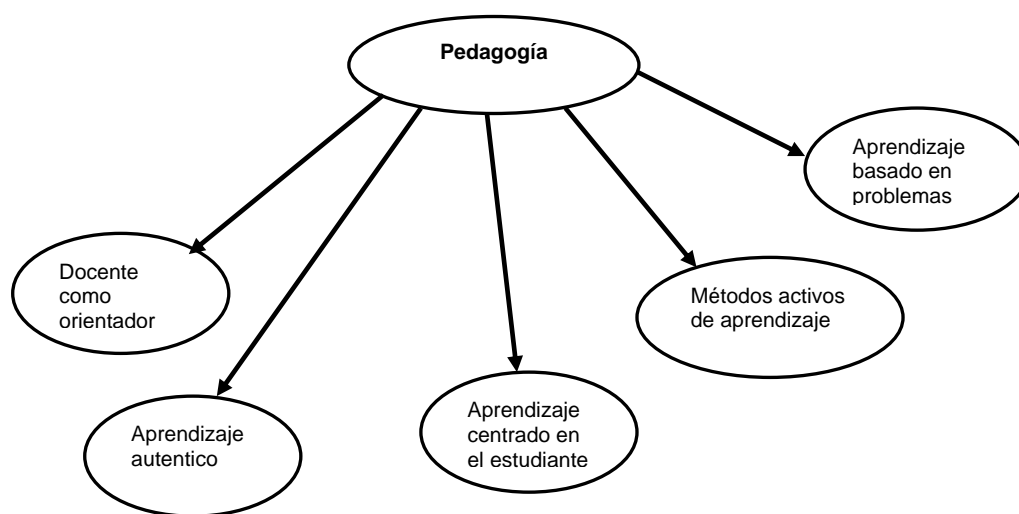 Pedagogía
Aprendizaje
basado en
problemas
Docente
como
orientador
Métodos activos
de aprendizaje
Aprendizaje
autentico
Aprendizaje
centrado en
el estudiante